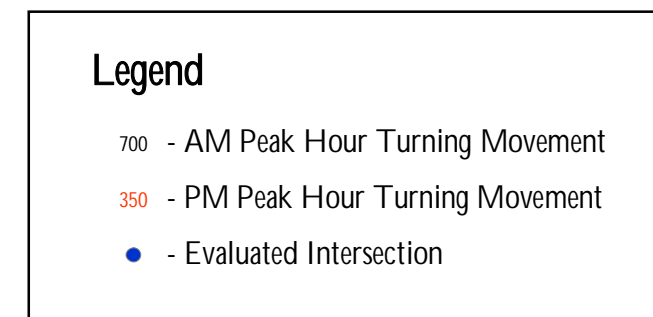 Legend
700 - AM Peak Hour Turning Movement
350 - PM Peak Hour Turning Movement
- Evaluated Intersection